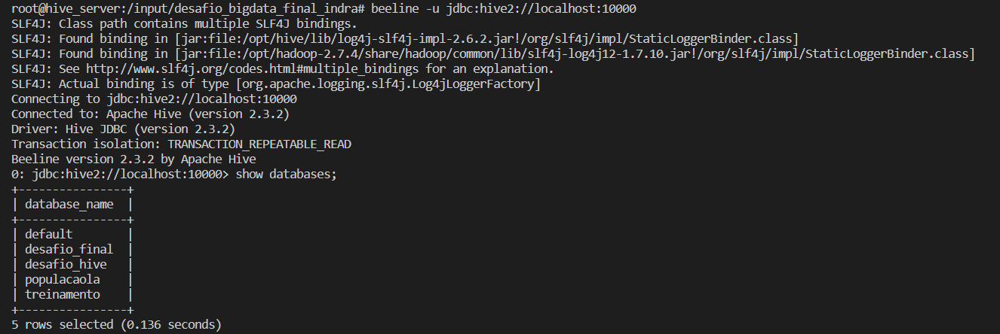 root@hive_server:/input/desafio_bigdata_final_indra# beeline -u jdbc:hive2://localhost:10000
SLF4J: Class path contains multiple SLF4J bindings.
SLF4J: Found binding in [jar:file:/opt/hive/lib/log4j-slf4j-impl-2.6.2.jar!/org/slf4j/impl/StaticLoggerBinder.class]
SLF4J: Found binding in [jar:file:/opt/hadoop-2.7.4/share/hadoop/common/lib/slf4j-log4j12-1.7.10.jar!/org/slf4j/impl/StaticLoggerBinder.class]
SLF4J: See http://www.slf4j.org/codes.html#multiple_bindings for an explanation.
SLF4J: Actual binding is of type [org.apache.logging.slf4j.Log4jLoggerFactory]
Connecting to jdbc:hive2://localhost:10000
Connected to: Apache Hive (version 2.3.2)
Driver: Hive JDBC (version 2.3.2)
Transaction isolation: TRANSACTION_REPEATABLE_READ
Beeline version 2.3.2 by Apache Hive
0: jdbc:hive2://localhost:10000> show databases;
+----------------+
| database_name  |
+----------------+
| default        |
| desafio_final  |
| desafio_hive   |
| populacaola    |
| treinamento    |
+----------------+
5 rows selected (0.136 seconds)